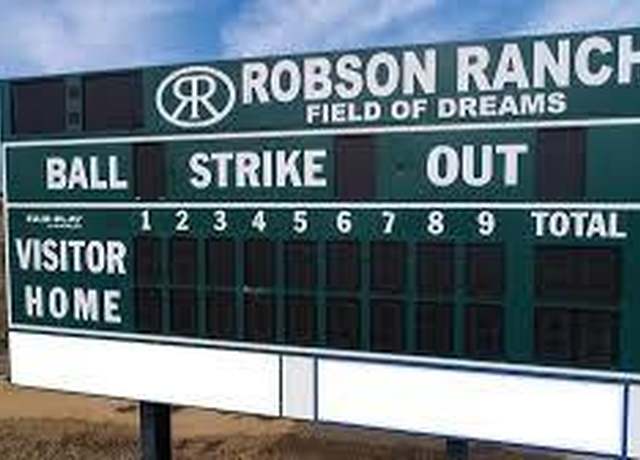 RR ROBSON RANCH
FIELD OF DREAMS
BALL STRIKE OUT
1 2 3 4 5 6 7 8 9 TOTAL
VISITOR
HOME